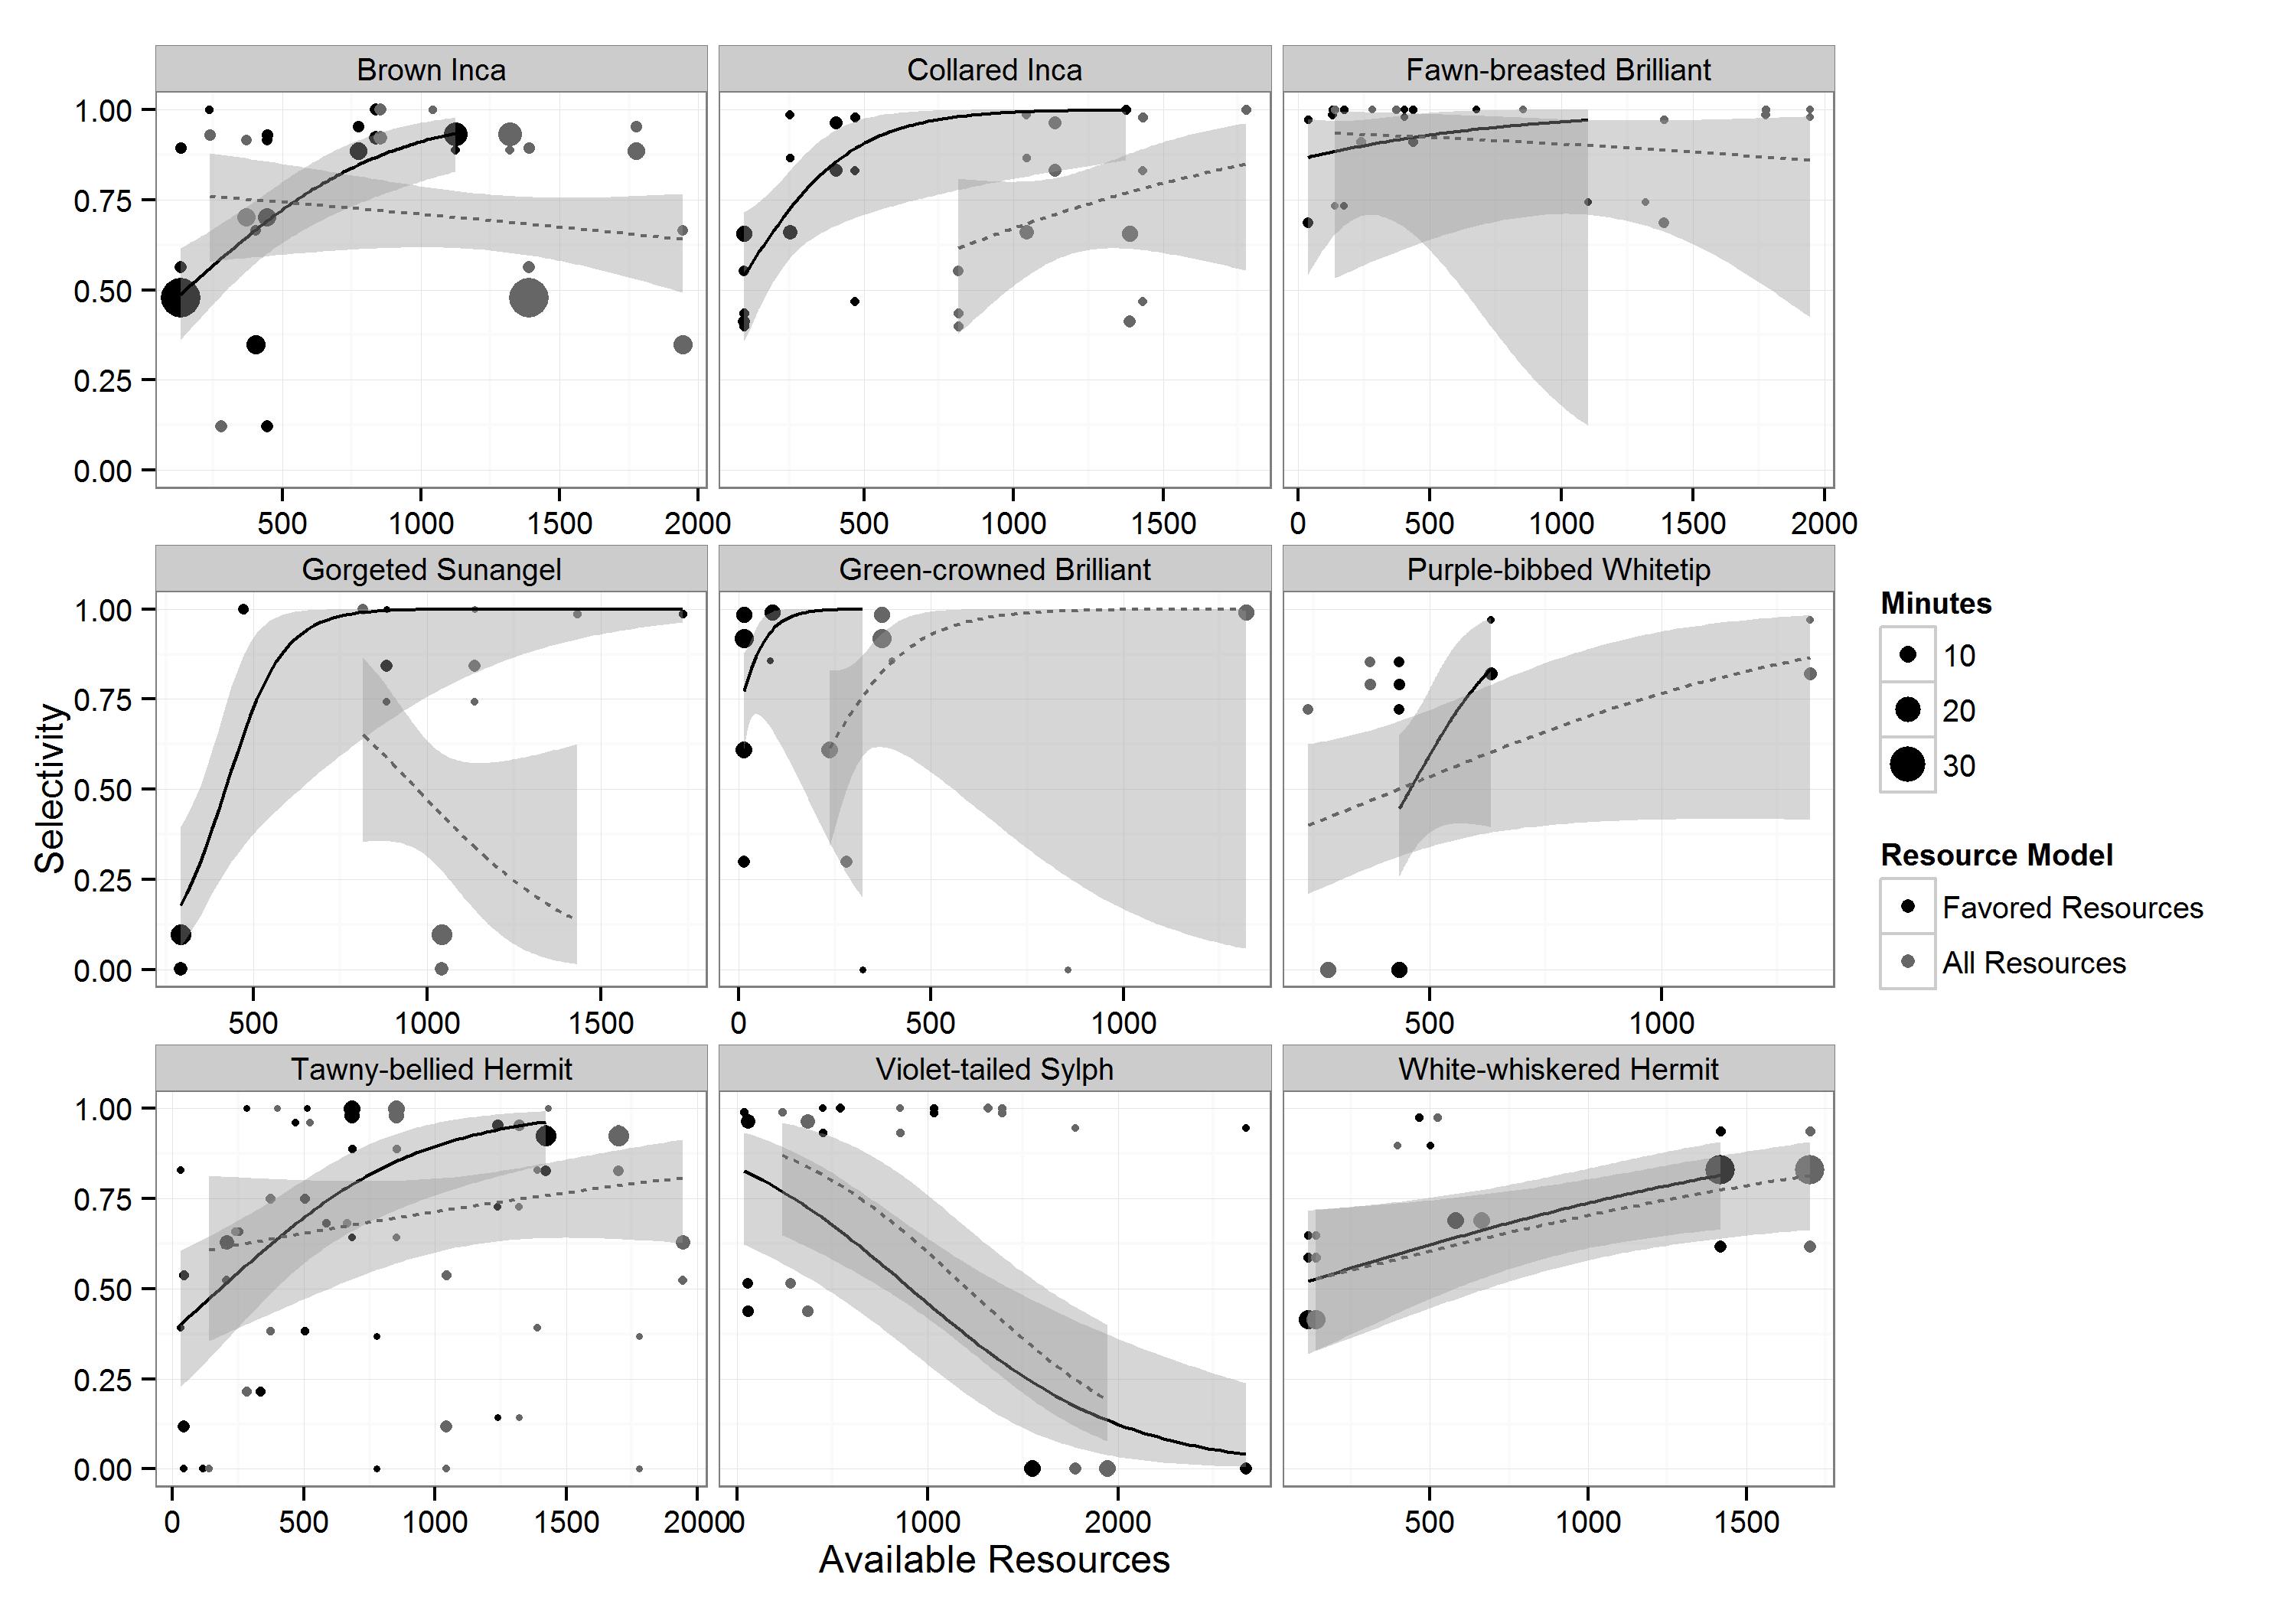 Brown Inca Collared Inca Fawn-breasted Brilliant
1.00
0.75
0.50
0.25
0.00
500 1000 1500 2000 500 1000 1500 0 500 1000 1500 2000
Gorgeted Sunangel Green-crowned Brilliant Purple-bibbed Whitetip
1.00
0.75
0.50
0.25
0.00
Selectivity
500 1000 1500 0 500 1000 500 1000
Tawny-bellied Hermit Violet-tailed Sylph White-whiskered Hermit
1.00
0.75
0.50
0.25
0.00
0 500 1000 1500 2000 0 1000 2000 500 1000 1500
Available Resources
Minutes
10
20
30
Resource Model
Favored Resources
All Resources